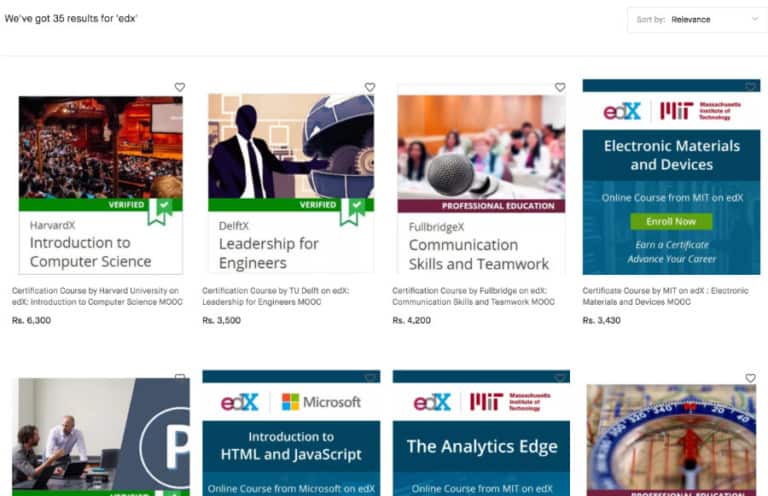 We've got 35 results for 'edx'
Sort by: Relevance
VERIFIED
HarvardX
Introduction to
Computer Science
Certification Course by Harvard University on
edX: Introduction to Computer Science MOOC
Rs. 6,300
VERIFIED
DelftX
Leadership for
Engineers
Certification Course by TU Delft on edX:
Leadership for Engineers MOOC
Rs. 3,500
PROFESSIONAL EDUCATION
FullbridgeX
Communication
Skills and Teamwork
Certification Course by Fullbridge on edX:
Communication Skills and Teamwork MOOC
Rs. 4,200
edX MIT Massachusetts
Institute of
Technology
Electronic Materials
and Devices
Online Course from MIT on edX
Enroll Now
Earn a Certificate
Advance Your Career
Certificate Course by MIT on edX : Electronic
Materials and Devices MOOC
Rs. 3,430
P
VERIFIED
edX Microsoft
Introduction to
HTML and JavaScript
Online Course from Microsoft on edX
edX MIT Massachusetts
Institute of
Technology
The Analytics Edge
Online Course from MIT on edX
PROFESSIONAL EDUCATION